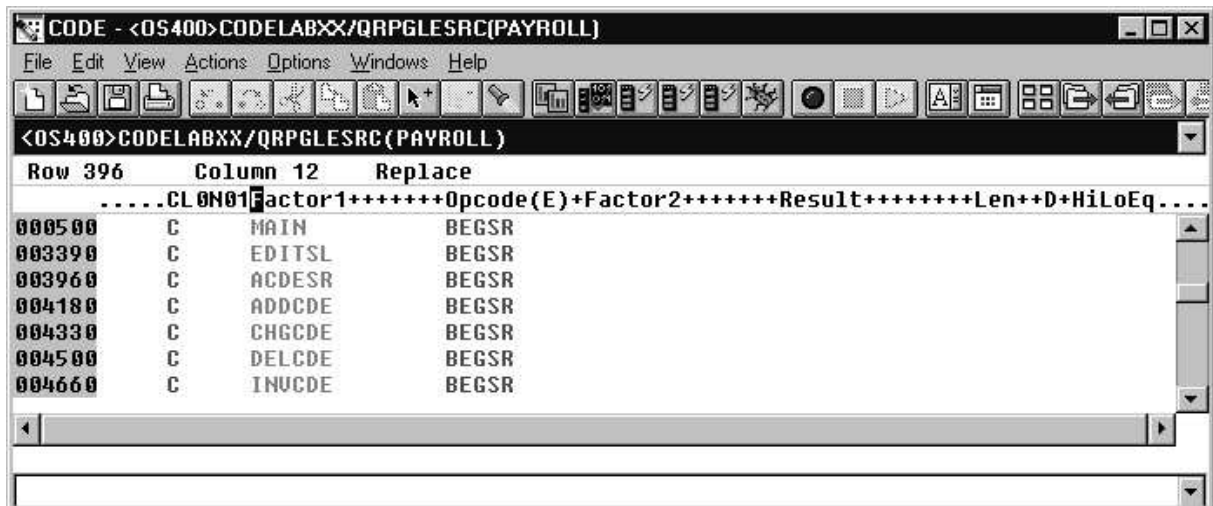 CODE - <OS400>CODELABXX/QRPGLESRC(PAYROLL)
File Edit View Actions Options Windows Help
<OS400>CODELABXX/QRPGLESRC(PAYROLL)
Row 396 Column 12 Replace
.....CL0N01Factor1+++++++Opcode(E)+Factor2+++++++Result++++++++Len++D+HiLoEq....
000500 C MAIN BEGSR
003390 C EDITSL BEGSR
003960 C ACDESR BEGSR
004180 C ADDCDE BEGSR
004330 C CHGCDE BEGSR
004500 C DELCDE BEGSR
004660 C INVCDE BEGSR